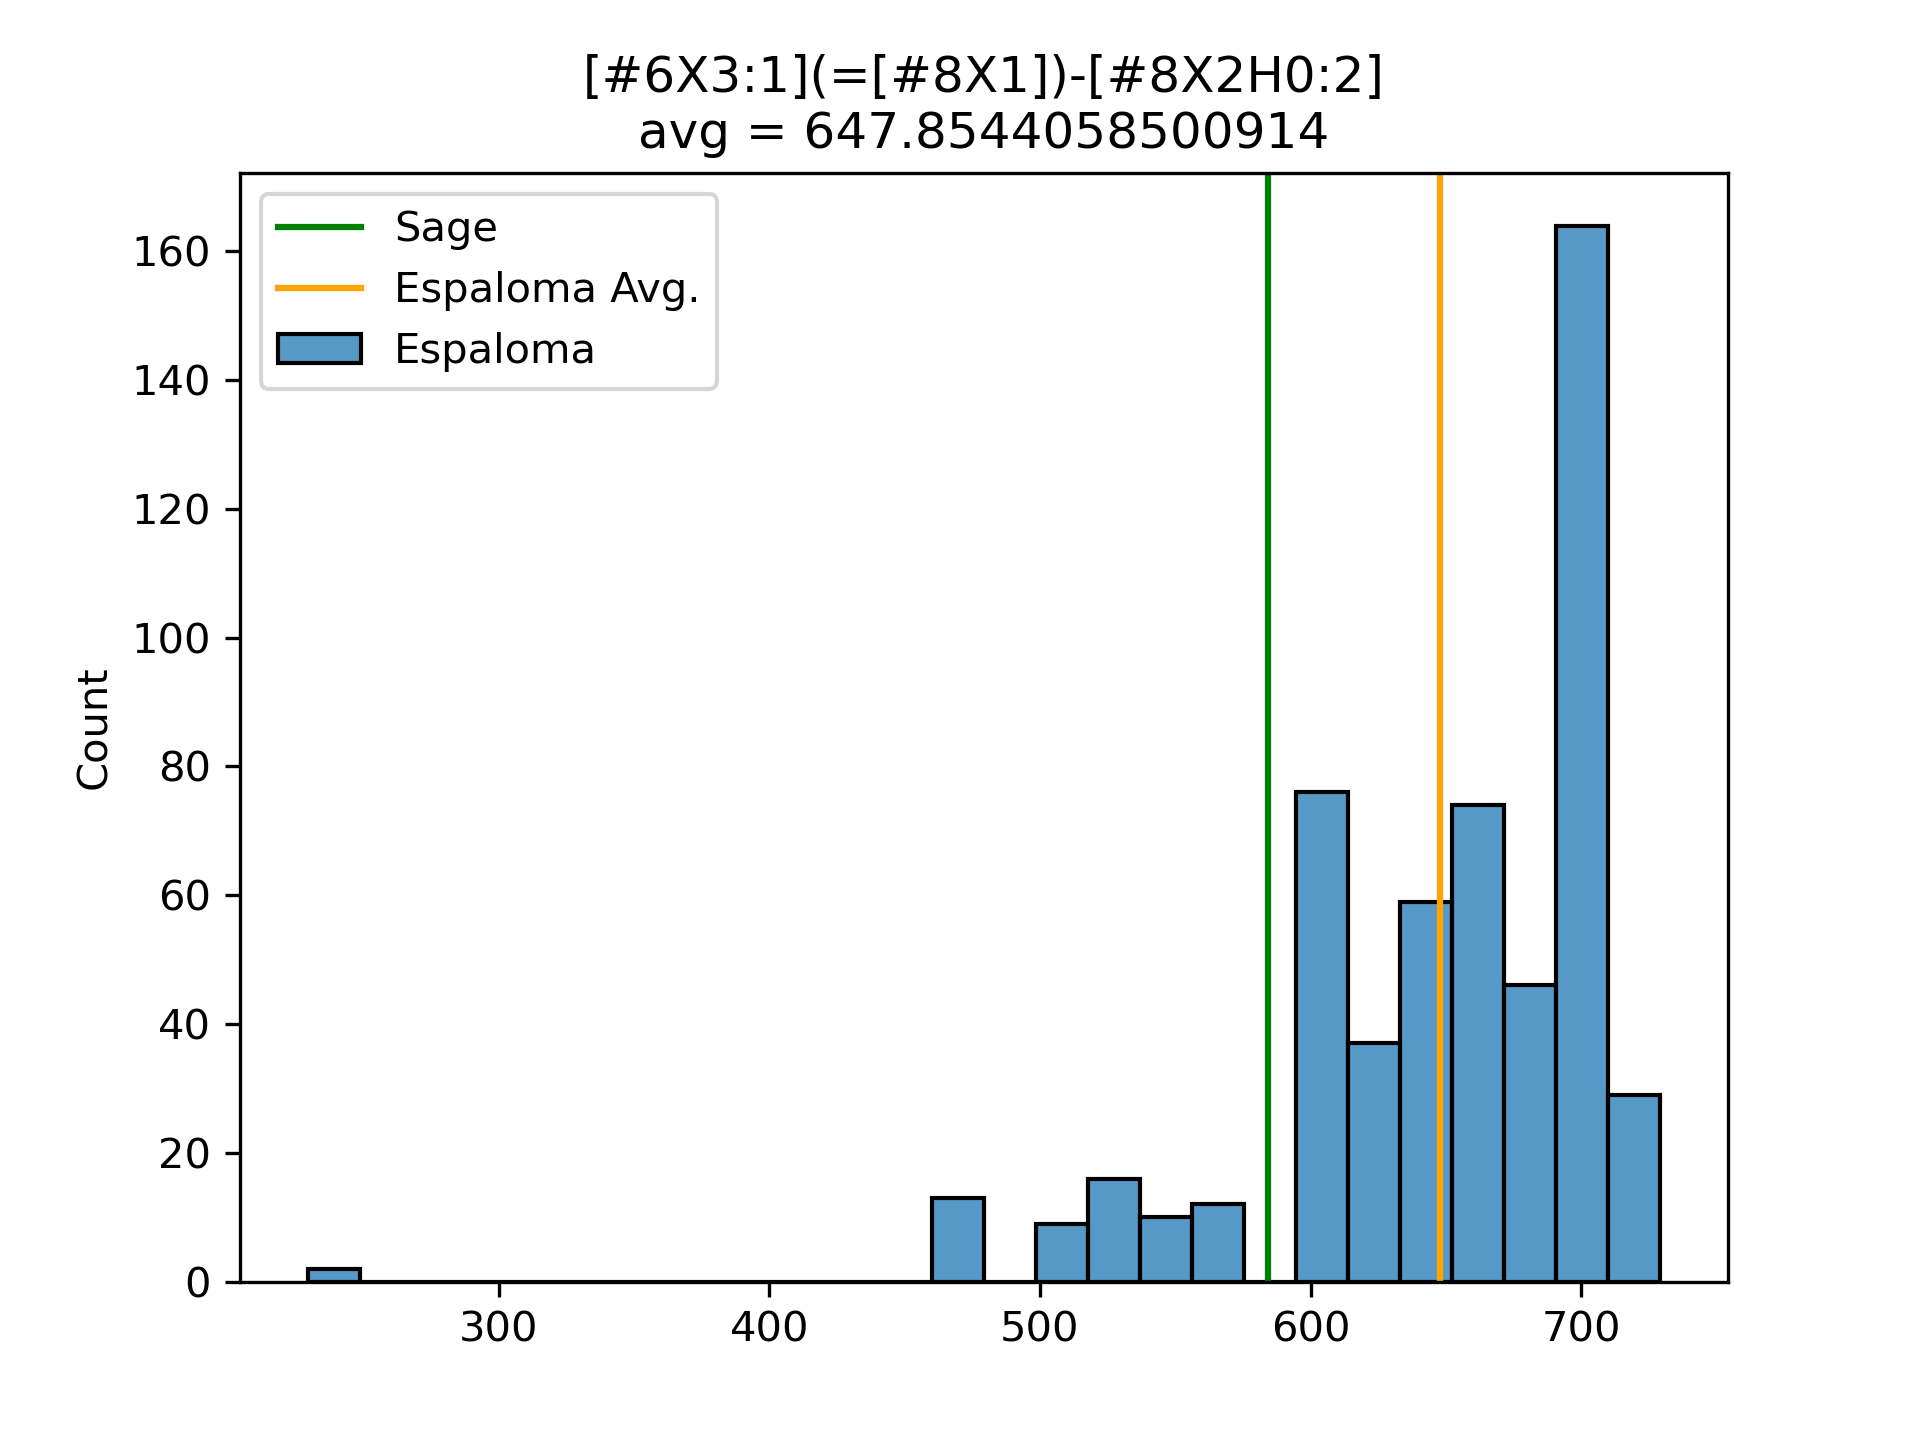 [#6X3:1](=[#8X1])-[#8X2H0:2]
avg = 647.8544058500914
Sage
Espaloma Avg.
Espaloma
160
140
120
100
80
60
40
20
0
Count
300 400 500 600 700